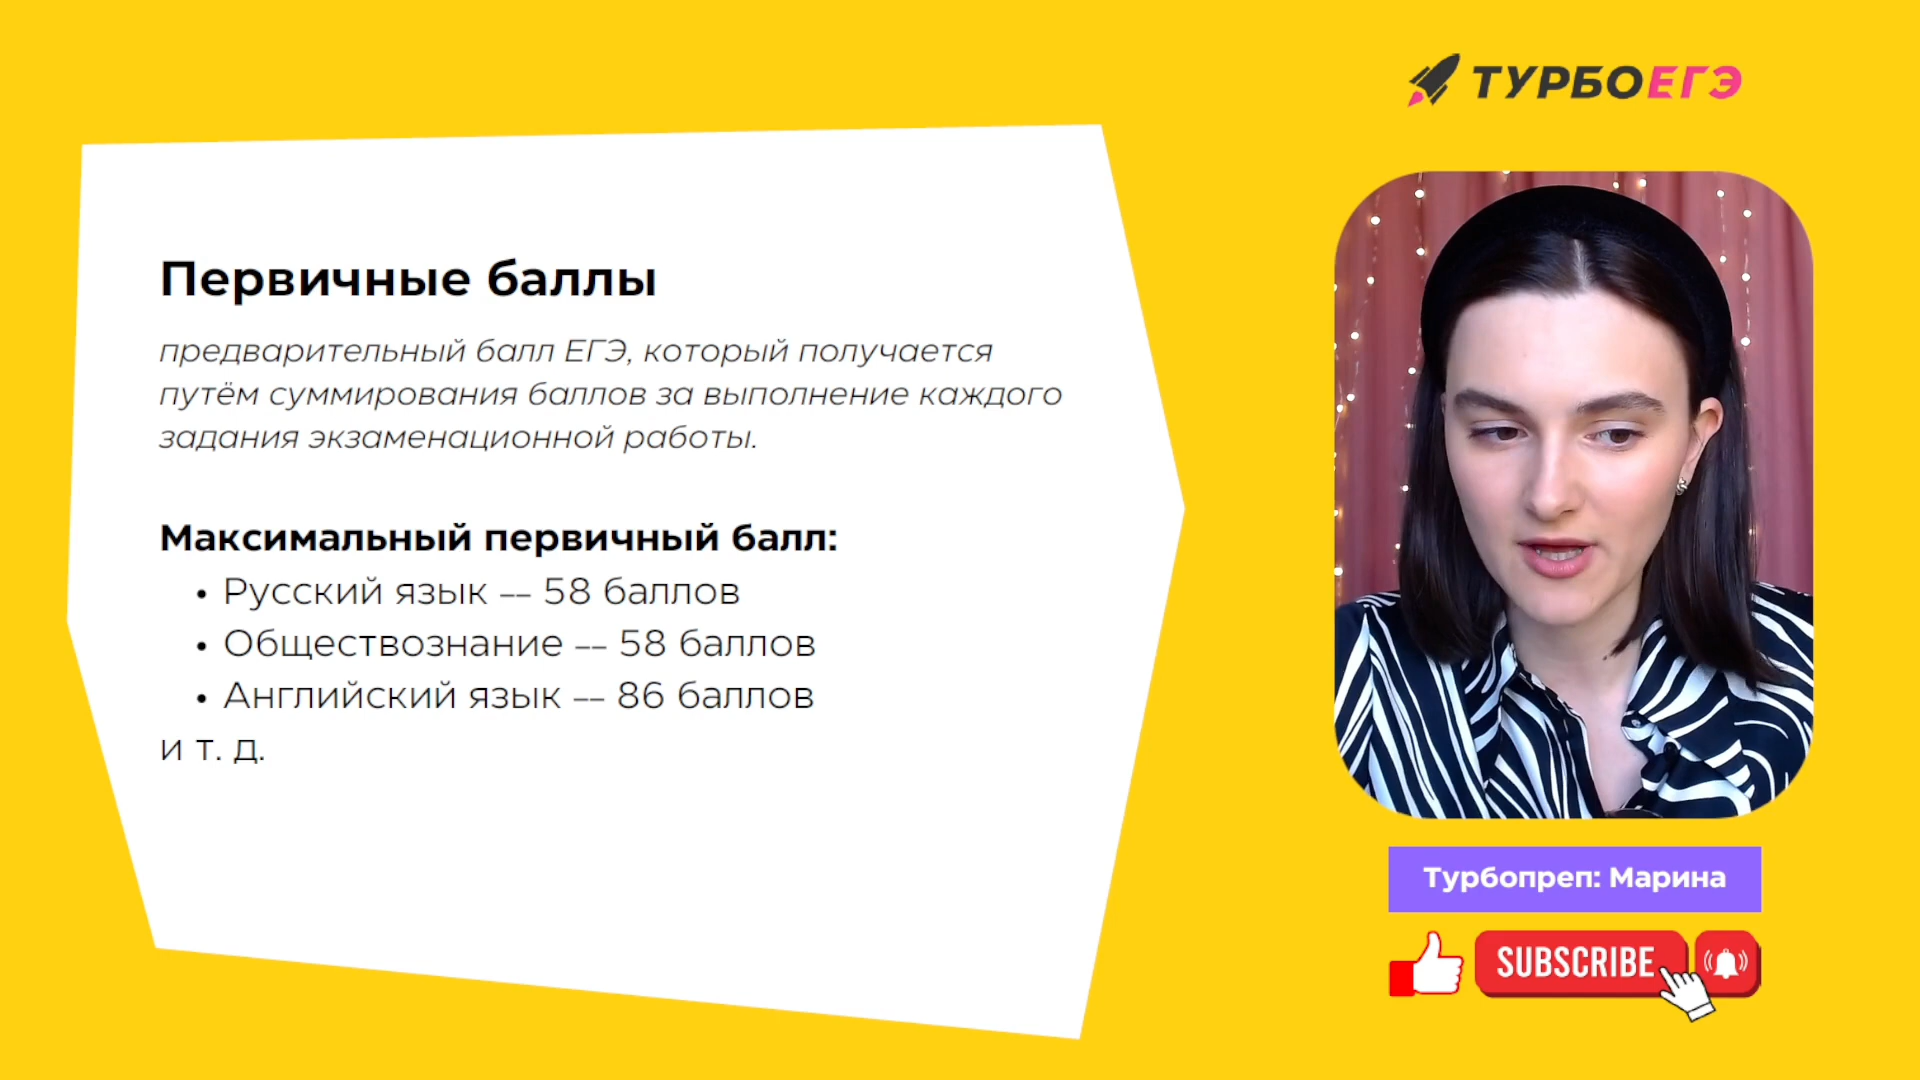 ТУРБОЕГЭ
Первичные баллы
предварительный балл ЕГЭ, который получается
путём суммирования баллов за выполнение каждого
задания экзаменационной работы.
Максимальный первичный балл:
• Русский язык -- 58 баллов
• Обществознание -- 58 баллов
• Английский язык -- 86 баллов
и т. д.
Турбопреп: Марина
SUBSCRIBE